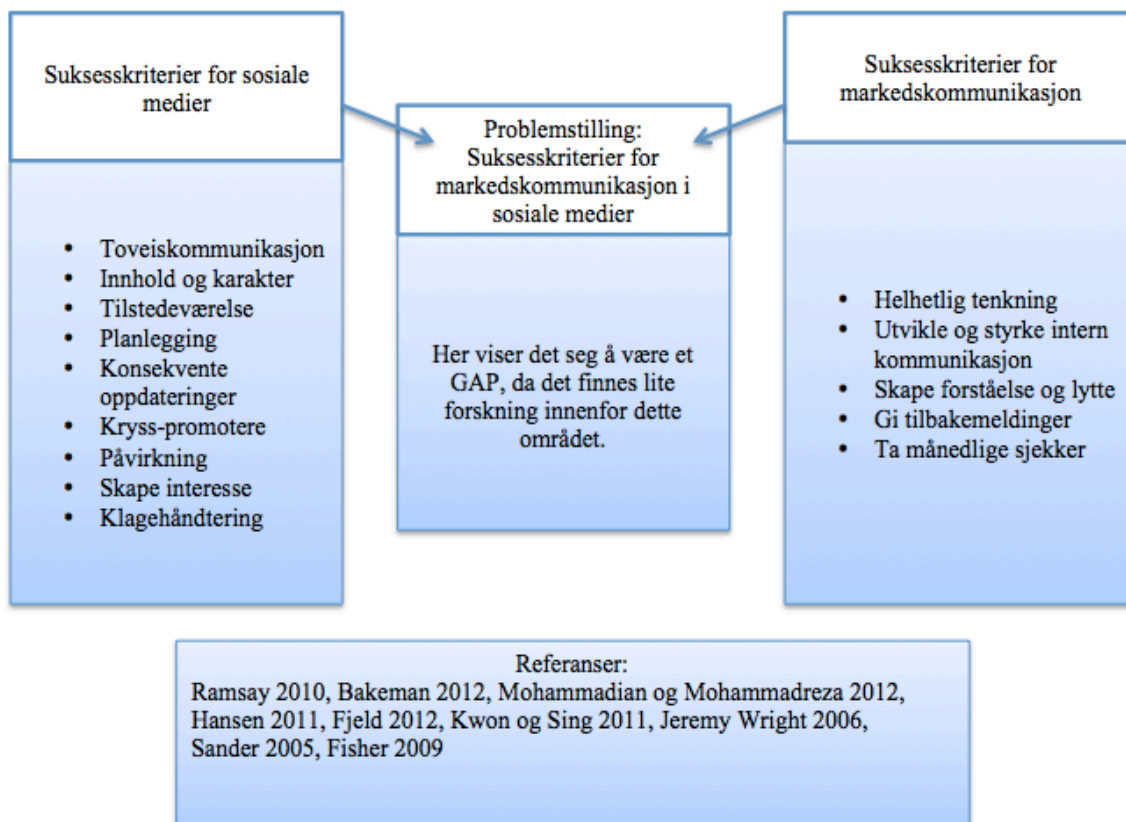 Suksesskriterier for sosiale
medier
• Toveiskommunikasjon
• Innhold og karakter
• Tilstedeværelse
• Planlegging
• Konsekvente
oppdateringer
• Kryss-promotere
• Påvirkning
• Skape interesse
• Klagehåndtering
Problemstilling:
Suksesskriterier for
markedskommunikasjon i
sosiale medier
Her viser det seg å være et
GAP, da det finnes lite
forskning innenfor dette
området.
Suksesskriterier for
markedskommunikasjon
• Helhetlig tenkning
• Utvikle og styrke intern
kommunikasjon
• Skape forståelse og lytte
• Gi tilbakemeldinger
• Ta månedlige sjekker
Referanser:
Ramsay 2010, Bakeman 2012, Mohammadian og Mohammadreza 2012,
Hansen 2011, Fjeld 2012, Kwon og Sing 2011, Jeremy Wright 2006,
Sander 2005, Fisher 2009